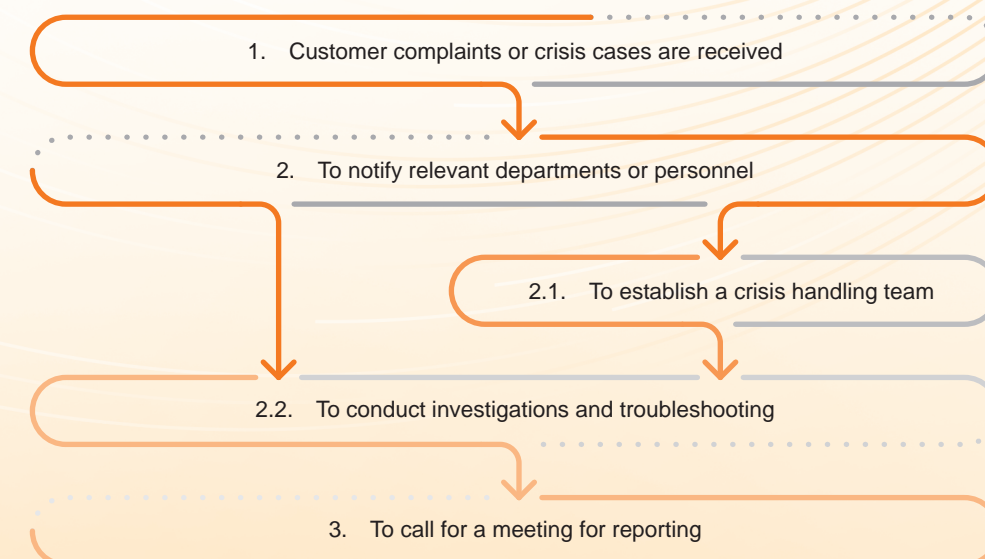 1. Customer complaints or crisis cases are received
2. To notify relevant departments or personnel
2.1. To establish a crisis handling team
2.2. To conduct investigations and troubleshooting
3. To call for a meeting for reporting